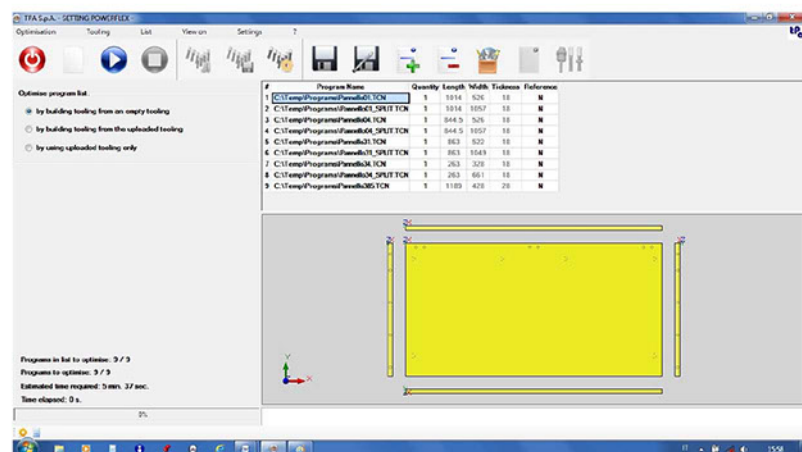 TPA S.p.A. - SETTING POWERFLEX -
Optimisation Tooling List View on Settings ?
Optimise program list:
by building tooling from an empty tooling
by building tooling from the uploaded tooling
by using uploaded tooling only
# Program Name Quantity Length Width Tickness Reference
1 C:\Temp\Programs\Pannello01.TCN 1 1014 526 18 N
2 C:\Temp\Programs\Pannello01_SPLIT.TCN 1 1014 1057 18 N
3 C:\Temp\Programs\Pannello04.TCN 1 844.5 526 18 N
4 C:\Temp\Programs\Pannello04_SPLIT.TCN 1 844.5 1057 18 N
5 C:\Temp\Programs\Pannello31.TCN 1 863 522 18 N
6 C:\Temp\Programs\Pannello31_SPLIT.TCN 1 863 1049 18 N
7 C:\Temp\Programs\Pannello34.TCN 1 263 328 18 N
8 C:\Temp\Programs\Pannello34_SPLIT.TCN 1 263 661 18 N
9 C:\Temp\Programs\Pannello385.TCN 1 1189 428 28 N
Y
X
Programs in list to optimise: 9 / 9
Programs to optimise: 9 / 9
Estimated time required: 5 min. 37 sec.
Time elapsed: 0 s.
0%
15:58